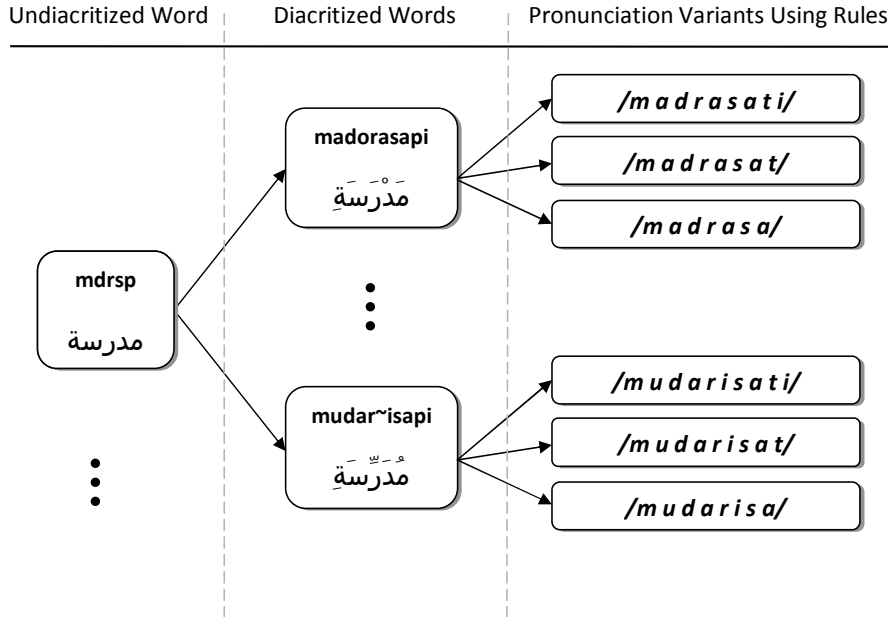 Undiacritized Word
Diacritized Words
Pronunciation Variants Using Rules
mdrsp
مدرسة
madorasapi
مَدْرَسَةِ
mudar~isapi
مُدَرِّسَةِ
/m a d r a s a t i/
/m a d r a s a t/
/m a d r a s a/
/m u d a r i s a t i/
/m u d a r i s a t/
/m u d a r i s a/